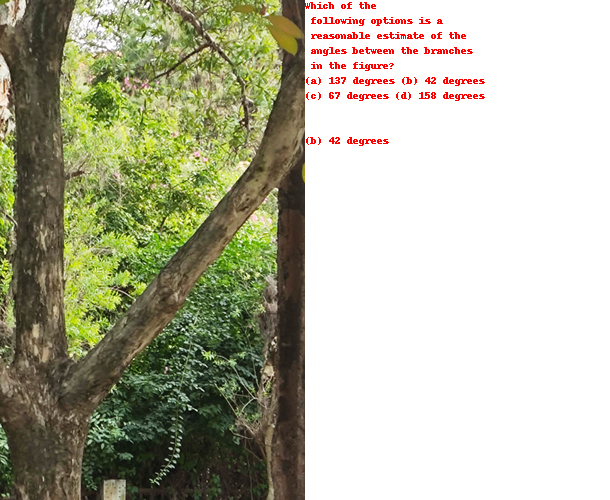 Which of the
following options is a
reasonable estimate of the
angles between the branches
in the figure?
(a) 137 degrees (b) 42 degrees
(c) 67 degrees (d) 158 degrees
(b) 42 degrees